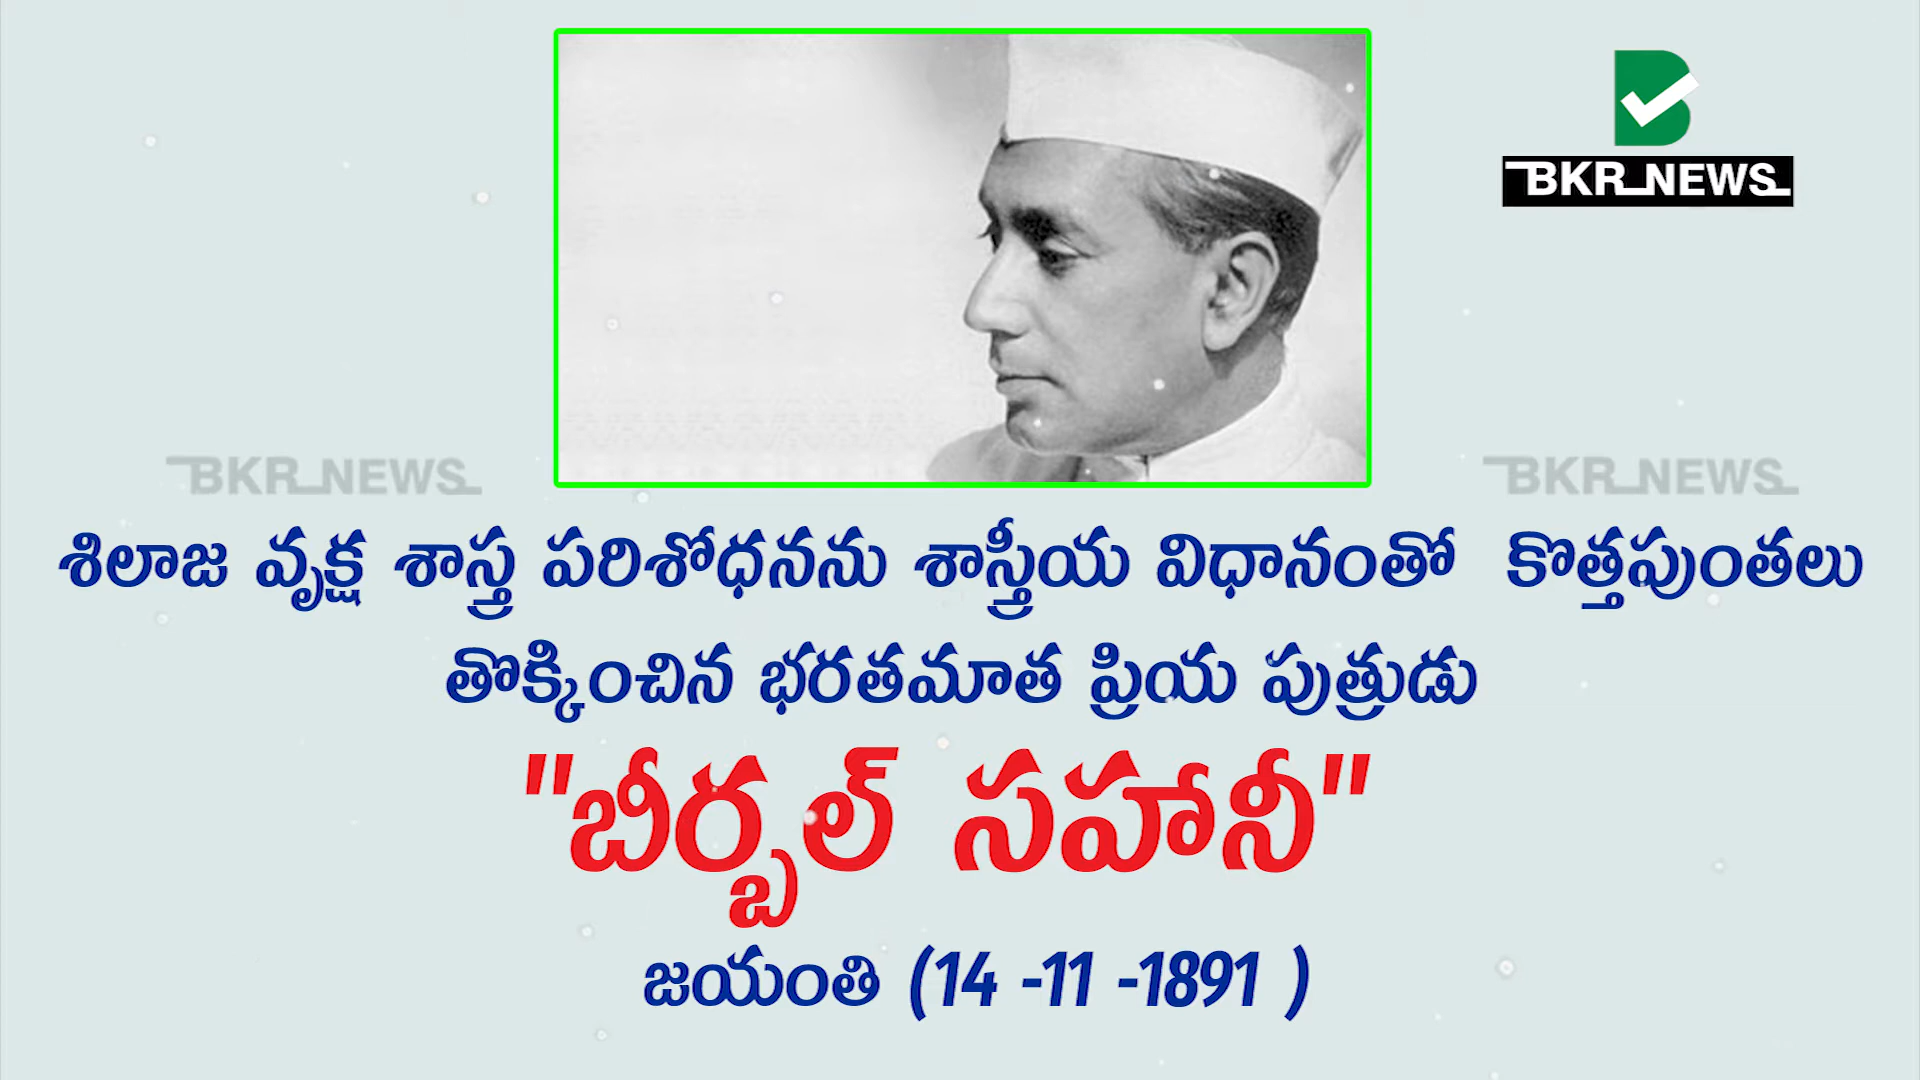 BKR NEWS
BKR NEWS
BKR NEWS
శిలాజ వృక్ష శాస్త్ర పరిశోధనను శాస్త్రీయ విధానంతో కొత్తపుంతలు
తొక్కించిన భరతమాత ప్రియ పుత్రుడు
"బీర్బల్ సహానీ"
జయంతి (14 -11 -1891 )